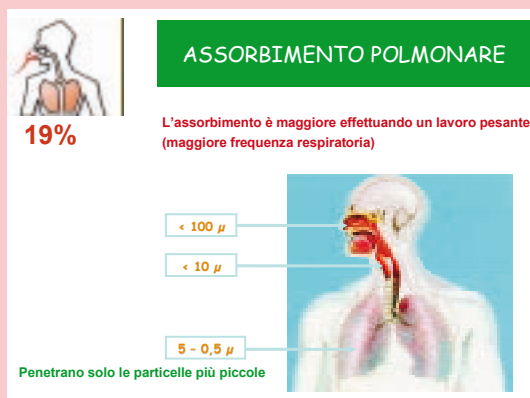 ASSORBIMENTO POLMONARE
19%
L'assorbimento è maggiore effettuando un lavoro pesante
(maggiore frequenza respiratoria)
< 100 µ
< 10 µ
5 - 0,5 µ
Penetrano solo le particelle più piccole